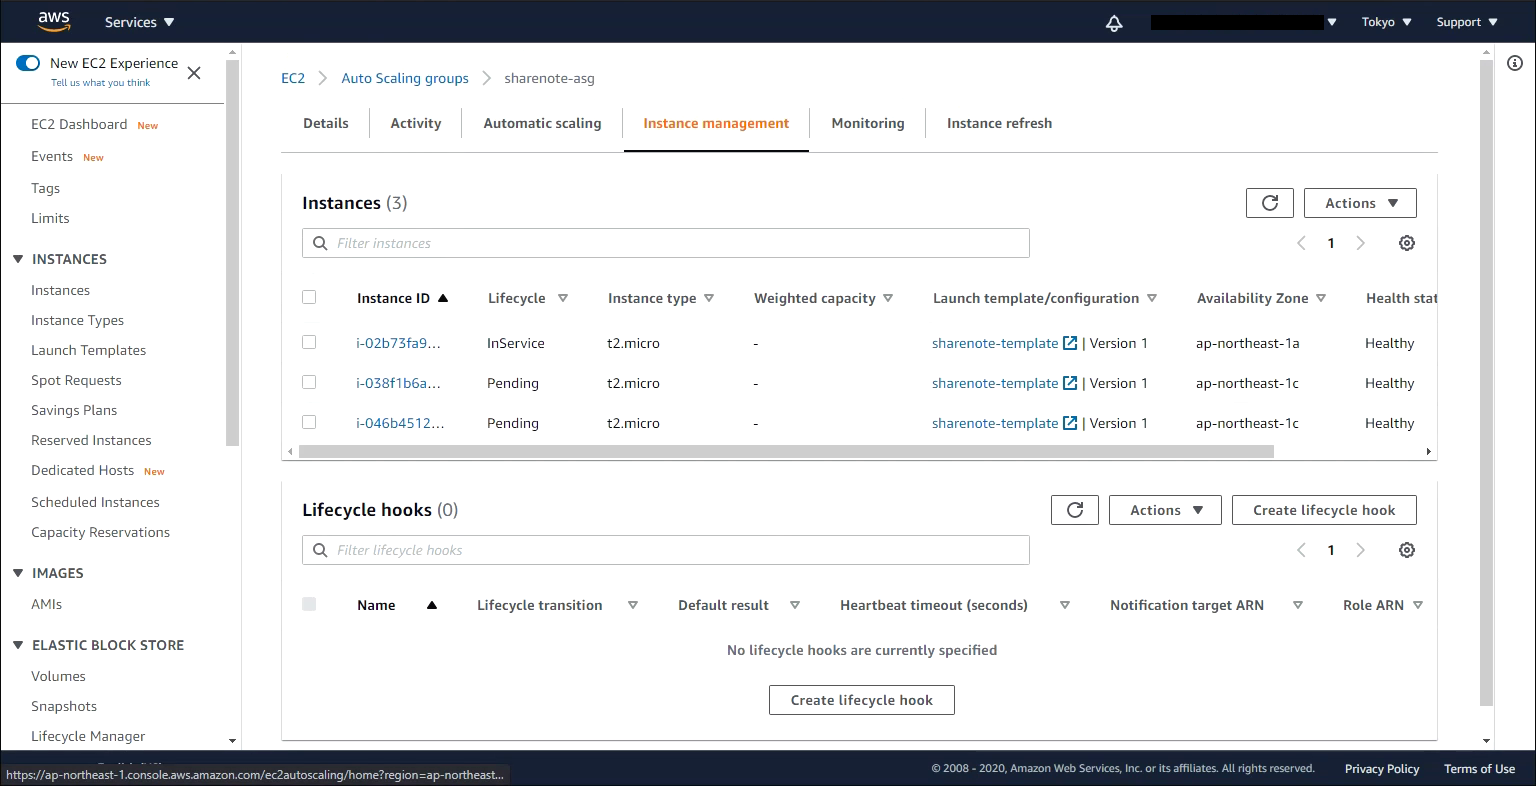 aws Services Tokyo Support
New EC2 Experience
Tell us what you think
EC2 Dashboard New
Events New
Tags
Limits
INSTANCES
Instances
Instance Types
Launch Templates
Spot Requests
Savings Plans
Reserved Instances
Dedicated Hosts New
Scheduled Instances
Capacity Reservations
IMAGES
AMIs
ELASTIC BLOCK STORE
Volumes
Snapshots
Lifecycle Manager
EC2 Auto Scaling groups sharenote-asg
Details Activity Automatic scaling Instance management Monitoring Instance refresh
Instances (3) Actions
Filter instances 1
Instance ID Lifecycle Instance type Weighted capacity Launch template/configuration Availability Zone Health stat
i-02b73fa9... InService t2.micro - sharenote-template | Version 1 ap-northeast-1a Healthy
i-038f1b6a... Pending t2.micro - sharenote-template | Version 1 ap-northeast-1c Healthy
i-046b4512... Pending t2.micro - sharenote-template | Version 1 ap-northeast-1c Healthy
Lifecycle hooks (0) Actions Create lifecycle hook
Filter lifecycle hooks 1
Name Lifecycle transition Default result Heartbeat timeout (seconds) Notification target ARN Role ARN
No lifecycle hooks are currently specified
Create lifecycle hook
https://ap-northeast-1.console.aws.amazon.com/ec2autoscaling/home?region=ap-northeast...
© 2008 - 2020, Amazon Web Services, Inc. or its affiliates. All rights reserved. Privacy Policy Terms of Use